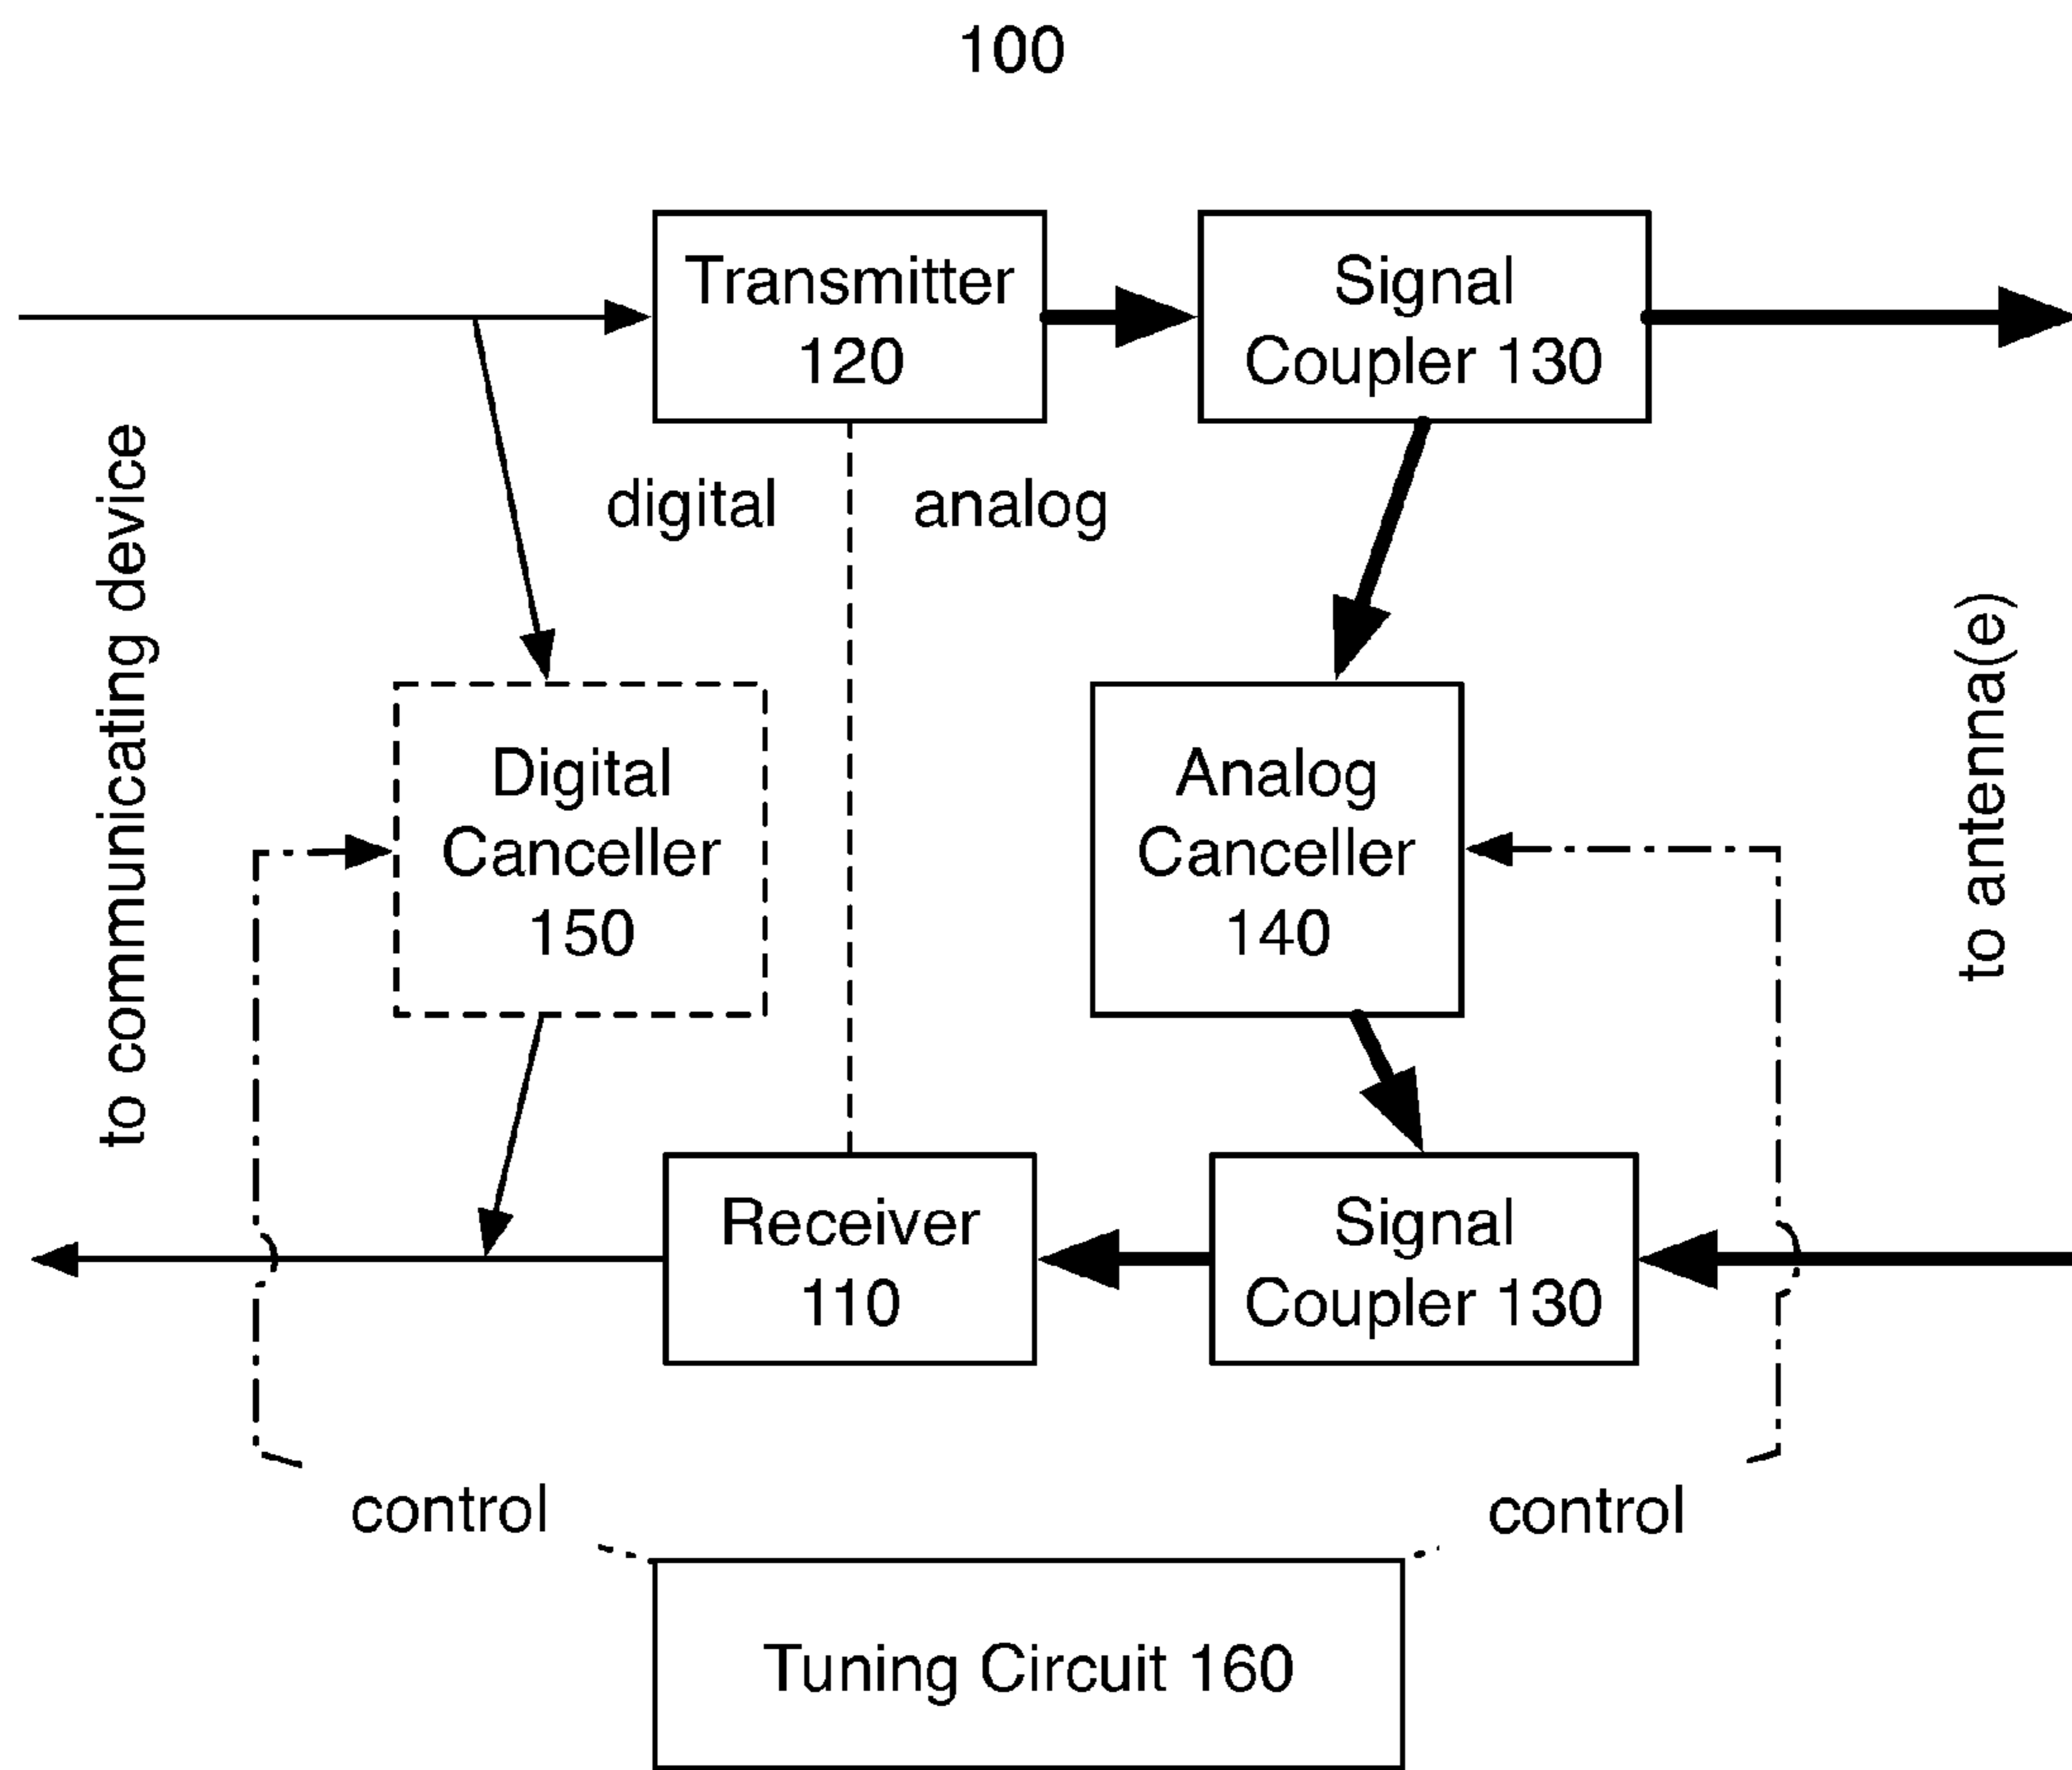 100
Transmitter
120
Signal
Coupler 130
digital
analog
to communicating device
to antenna(e)
Digital
Canceller
150
Analog
Canceller
140
Receiver
110
Signal
Coupler 130
control
control
Tuning Circuit 160